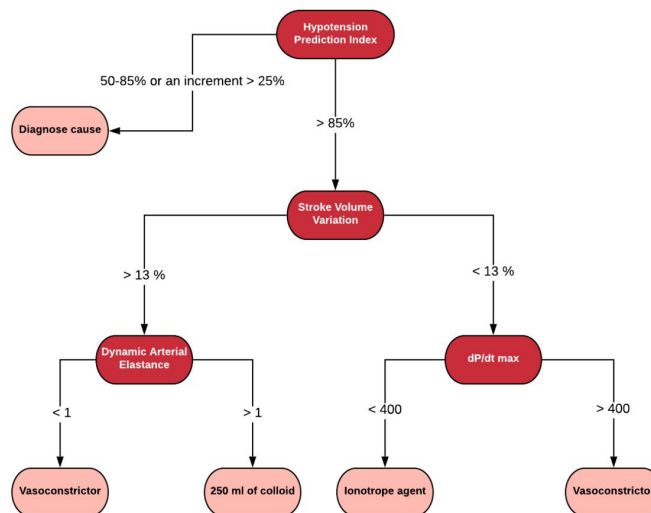 Hypotension
Prediction Index
50-85% or an increment > 25%
Diagnose cause
> 85%
Stroke Volume
Variation
> 13 %
< 13 %
Dynamic Arterial
Elastance
dP/dt max
< 1
> 1
< 400
> 400
Vasoconstrictor
250 ml of colloid
Ionotrope agent
Vasoconstrictor